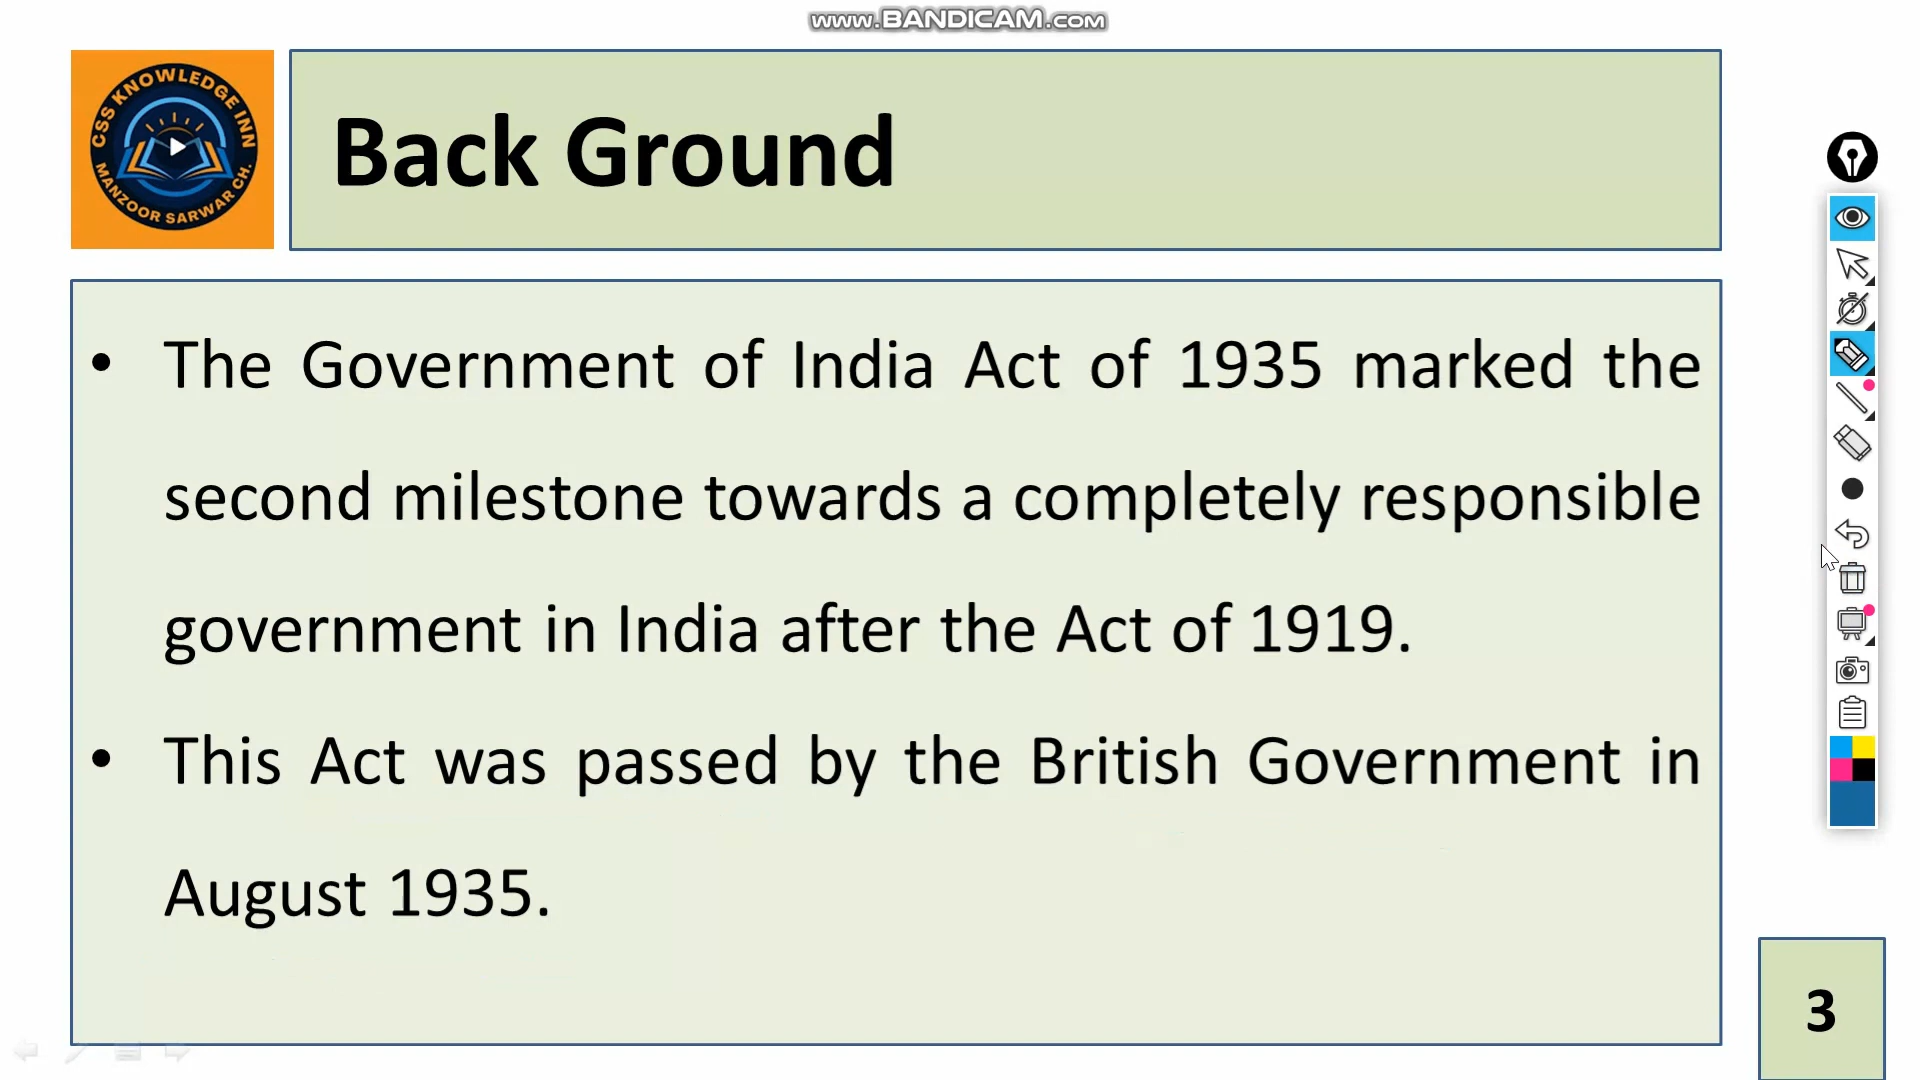 www.BANDICAM.com
CSS KNOWLEDGE INN
MANZOOR SARWAR CH.
Back Ground
• The Government of India Act of 1935 marked the
second milestone towards a completely responsible
government in India after the Act of 1919.
• This Act was passed by the British Government in
August 1935.
3